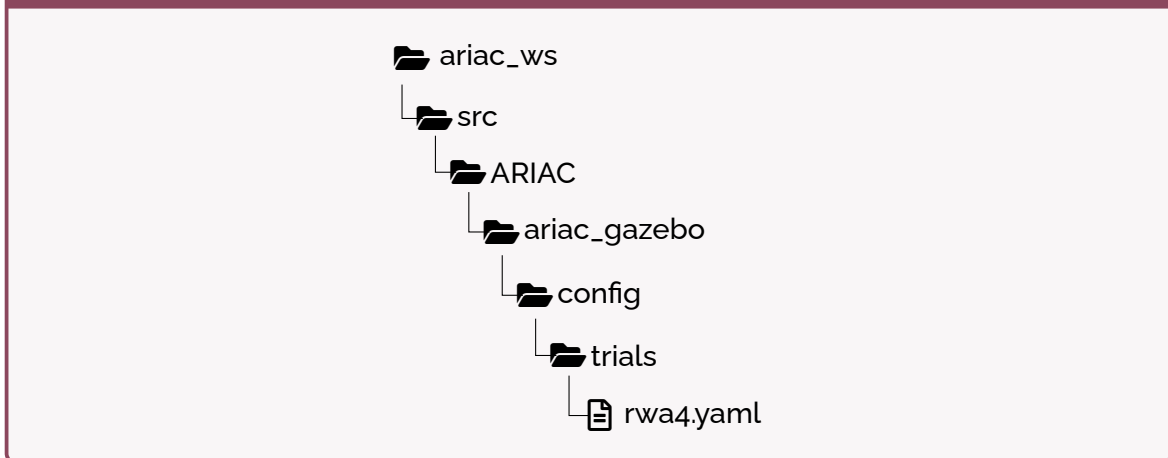 ariac_ws
src
ARIAC
ariac_gazebo
config
trials
rwa4.yaml